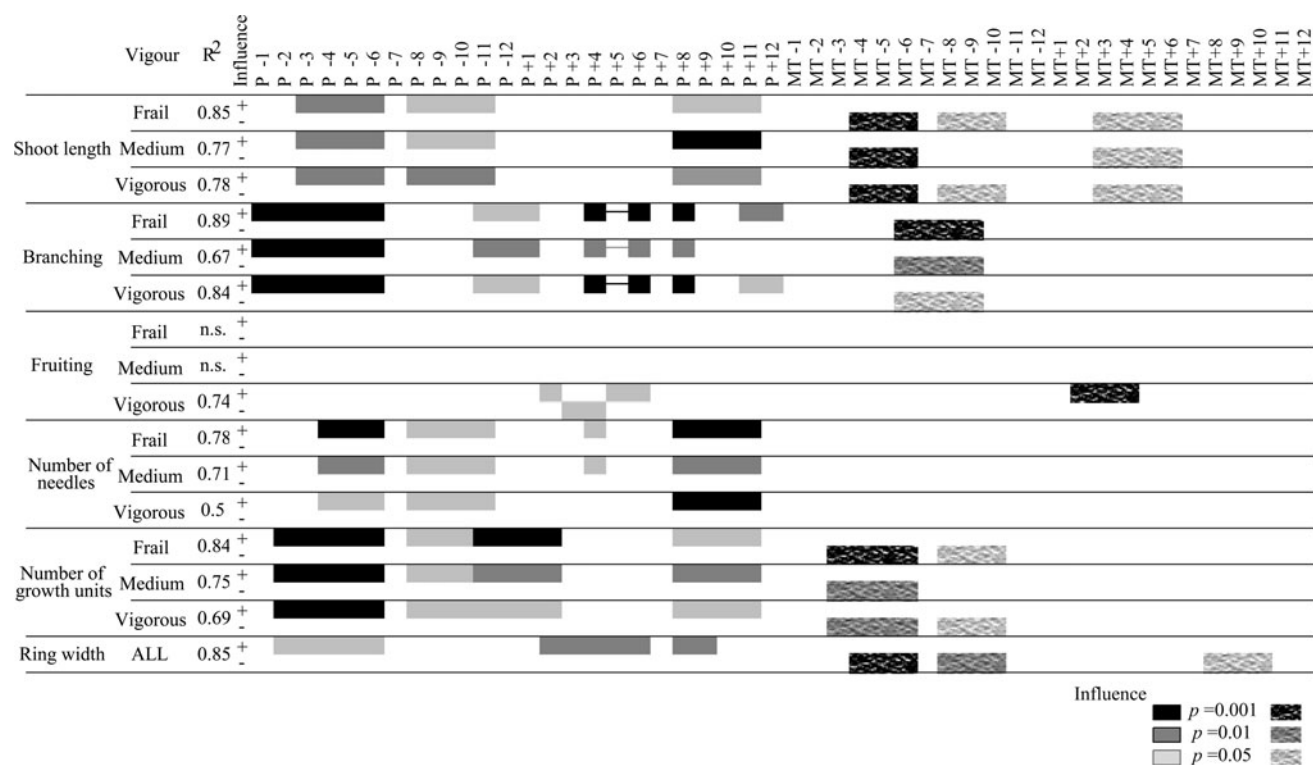 Vigour R2 Influence P -1 P -2 P -3 P -4 P -5 P -6 P -7 P -8 P -9 P -10 P -11 P -12 P +1 P+2 P+3 P+4 P+5 P+6 P+7 P+8 P+9 P+10 P+11 P+12 MT -1 MT -2 MT -3 MT -4 MT -5 MT -6 MT -7 MT -8 MT -9 MT -10 MT -11 MT -12 MT+1 MT+2 MT+3 MT+4 MT+5 MT+6 MT+7 MT+8 MT+9 MT+10 MT+11 MT+12
Frail 0.85 +
-
Shoot length Medium 0.77 +
-
Vigorous 0.78 +
-
Frail 0.89 +
-
Branching Medium 0.67 +
-
Vigorous 0.84 +
-
Frail n.s. +
-
Fruiting Medium n.s. +
-
Vigorous 0.74 +
-
Frail 0.78 +
-
Number of
needles Medium 0.71 +
-
Vigorous 0.5 +
-
Frail 0.84 +
-
Number of
growth units Medium 0.75 +
-
Vigorous 0.69 +
-
Ring width ALL 0.85 +
-
Influence
p =0.001
p =0.01
p =0.05